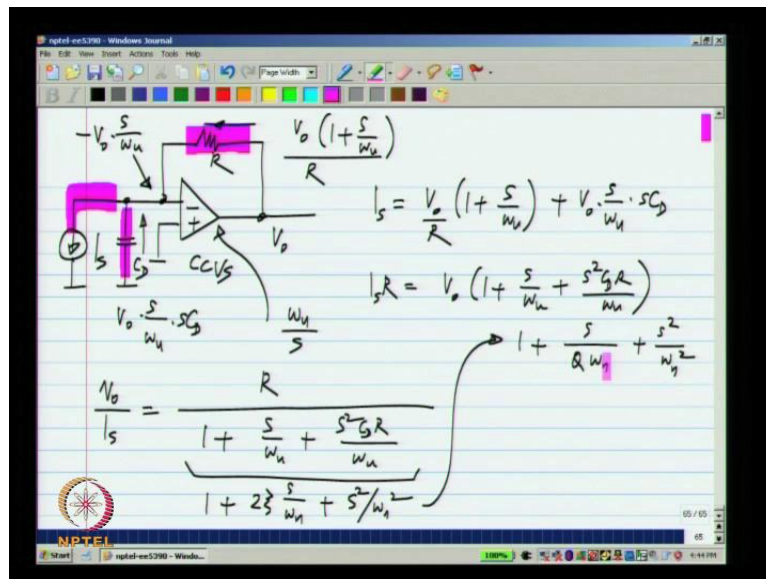 nptel-ee5390 - Windows Journal
File Edit View Insert Actions Tools Help
Page Width
B I
-V₀ · s/ωu
R
V₀ (1 + s/ωu) / R
V₀
Is
C_D
CCVS
V₀ · s/ωu · sC_D
ωu/s
Is = V₀/R (1 + s/ωu) + V₀ · s/ωu · sC_D
IsR = V₀ (1 + s/ωu + s²C_DR/ωu)
1 + s/(Qωn) + s²/ωn²
V₀/Is = R / (1 + s/ωu + s²C_DR/ωu)
1 + 2ξ s/ωn + s²/ωn²
65 / 65
65
NPTEL
Start
nptel-ee5390 - Windo...
100%
4:44 PM